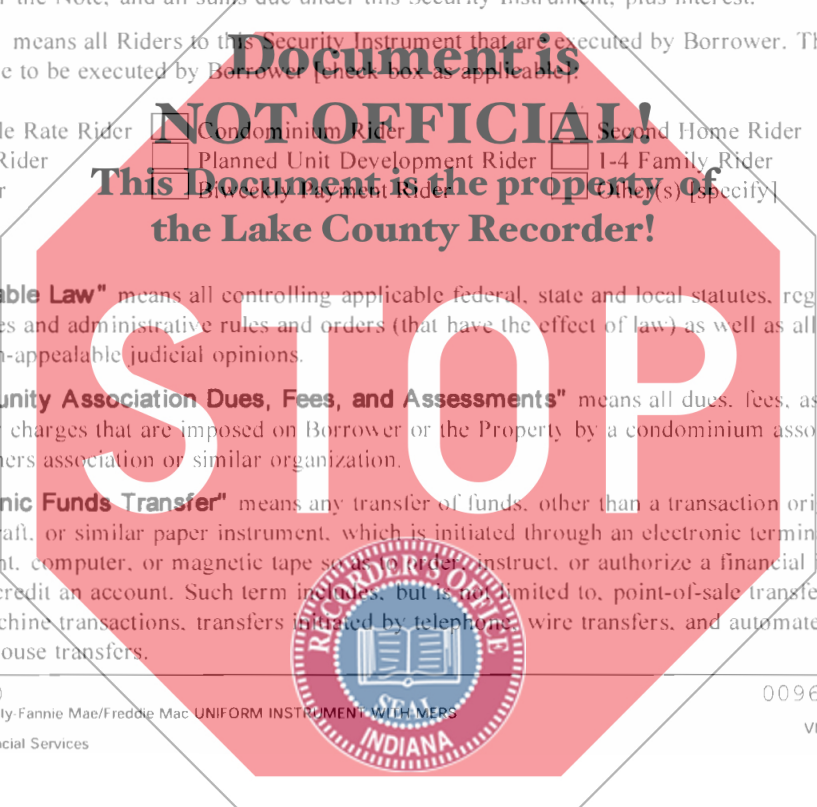 the Note, and all sums due under this Security Instrument, plus interest.
means all Riders to this Security Instrument that are executed by Borrower. Th
e to be executed by Borrower [check box as applicable]:
Document is
NOT OFFICIAL!
This Document is the property of
the Lake County Recorder!
le Rate Rider Condominium Rider Second Home Rider
Rider Planned Unit Development Rider 1-4 Family Rider
r Biweekly Payment Rider Other(s) [specify]
able Law" means all controlling applicable federal, state and local statutes, reg
es and administrative rules and orders (that have the effect of law) as well as all
n-appealable judicial opinions.
STOP
unity Association Dues, Fees, and Assessments" means all dues, fees, as
charges that are imposed on Borrower or the Property by a condominium asso
ners association or similar organization.
nic Funds Transfer" means any transfer of funds, other than a transaction ori
raft, or similar paper instrument, which is initiated through an electronic termin
nt, computer, or magnetic tape so as to order, instruct, or authorize a financial
credit an account. Such term includes, but is not limited to, point-of-sale transfe
chine transactions, transfers initiated by telephone, wire transfers, and automate
ouse transfers.
RECORDER'S OFFICE
SEAL
INDIANA
0096
ly-Fannie Mae/Freddie Mac UNIFORM INSTRUMENT WITH MERS
cial Services